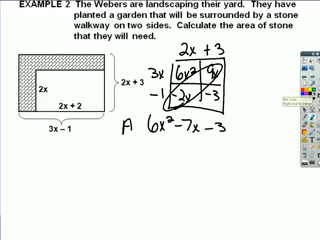 EXAMPLE 2 The Webers are landscaping their yard. They have
planted a garden that will be surrounded by a stone
walkway on two sides. Calculate the area of stone
that they will need.
2x + 3
3x 6x² 9x
-1 -2x -3
2x
2x + 3
2x + 2
3x – 1
A 6x² - 7x - 3